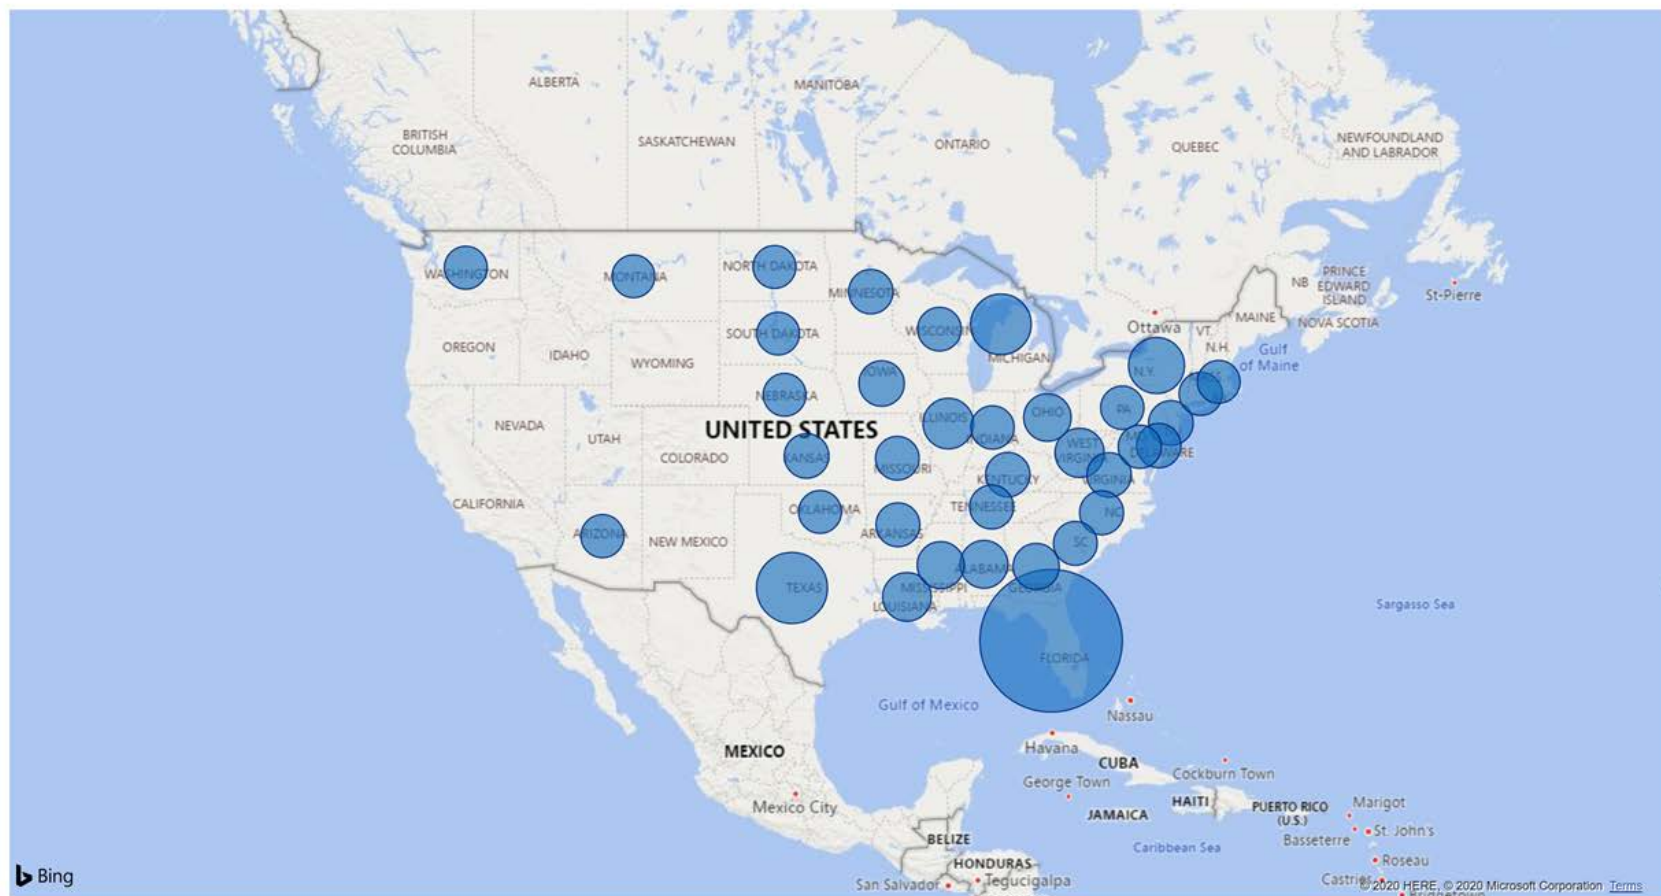 ALBERTA
MANITOBA
BRITISH
COLUMBIA
SASKATCHEWAN
ONTARIO
QUEBEC
NEWFOUNDLAND
AND LABRADOR
WASHINGTON
MONTANA
NORTH DAKOTA
MINNESOTA
NB
PRINCE
EDWARD
ISLAND
St-Pierre
OREGON
IDAHO
WYOMING
SOUTH DAKOTA
WISCONSIN
MICHIGAN
Ottawa
VT.
N.H.
MAINE
NOVA SCOTIA
Gulf
of Maine
N.Y.
NEVADA
UTAH
COLORADO
NEBRASKA
IOWA
UNITED STATES
KANSAS
ILLINOIS
INDIANA
OHIO
PA
MD
DELAWARE
WEST
VIRGINIA
VIRGINIA
MISSOURI
KENTUCKY
CALIFORNIA
ARIZONA
NEW MEXICO
OKLAHOMA
ARKANSAS
TENNESSEE
NC
SC
TEXAS
LOUISIANA
MISSISSIPPI
ALABAMA
GEORGIA
FLORIDA
Sargasso Sea
Gulf of Mexico
Nassau
MEXICO
Havana
CUBA
Cockburn Town
George Town
Mexico City
JAMAICA
HAITI
PUERTO RICO
(U.S.)
Marigot
Basseterre
St. John's
BELIZE
Caribbean Sea
HONDURAS
Roseau
San Salvador
Tegucigalpa
Castries
Bing
© 2020 HERE, © 2020 Microsoft Corporation Terms